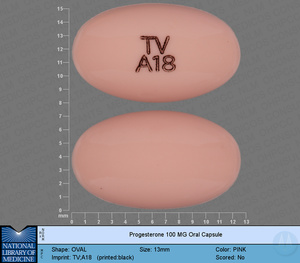 15
14
13
12
11
10
9
8
7
6
5
4
3
2
1
0
mm
0 1 2 3 4 5 6 7 8 9 10 11 12 13
TV
A18
Progesterone 100 MG Oral Capsule
NATIONAL
LIBRARY OF
MEDICINE
Shape: OVAL Size: 13mm Color: PINK
Imprint: TV;A18 (printed:black) Scored: No